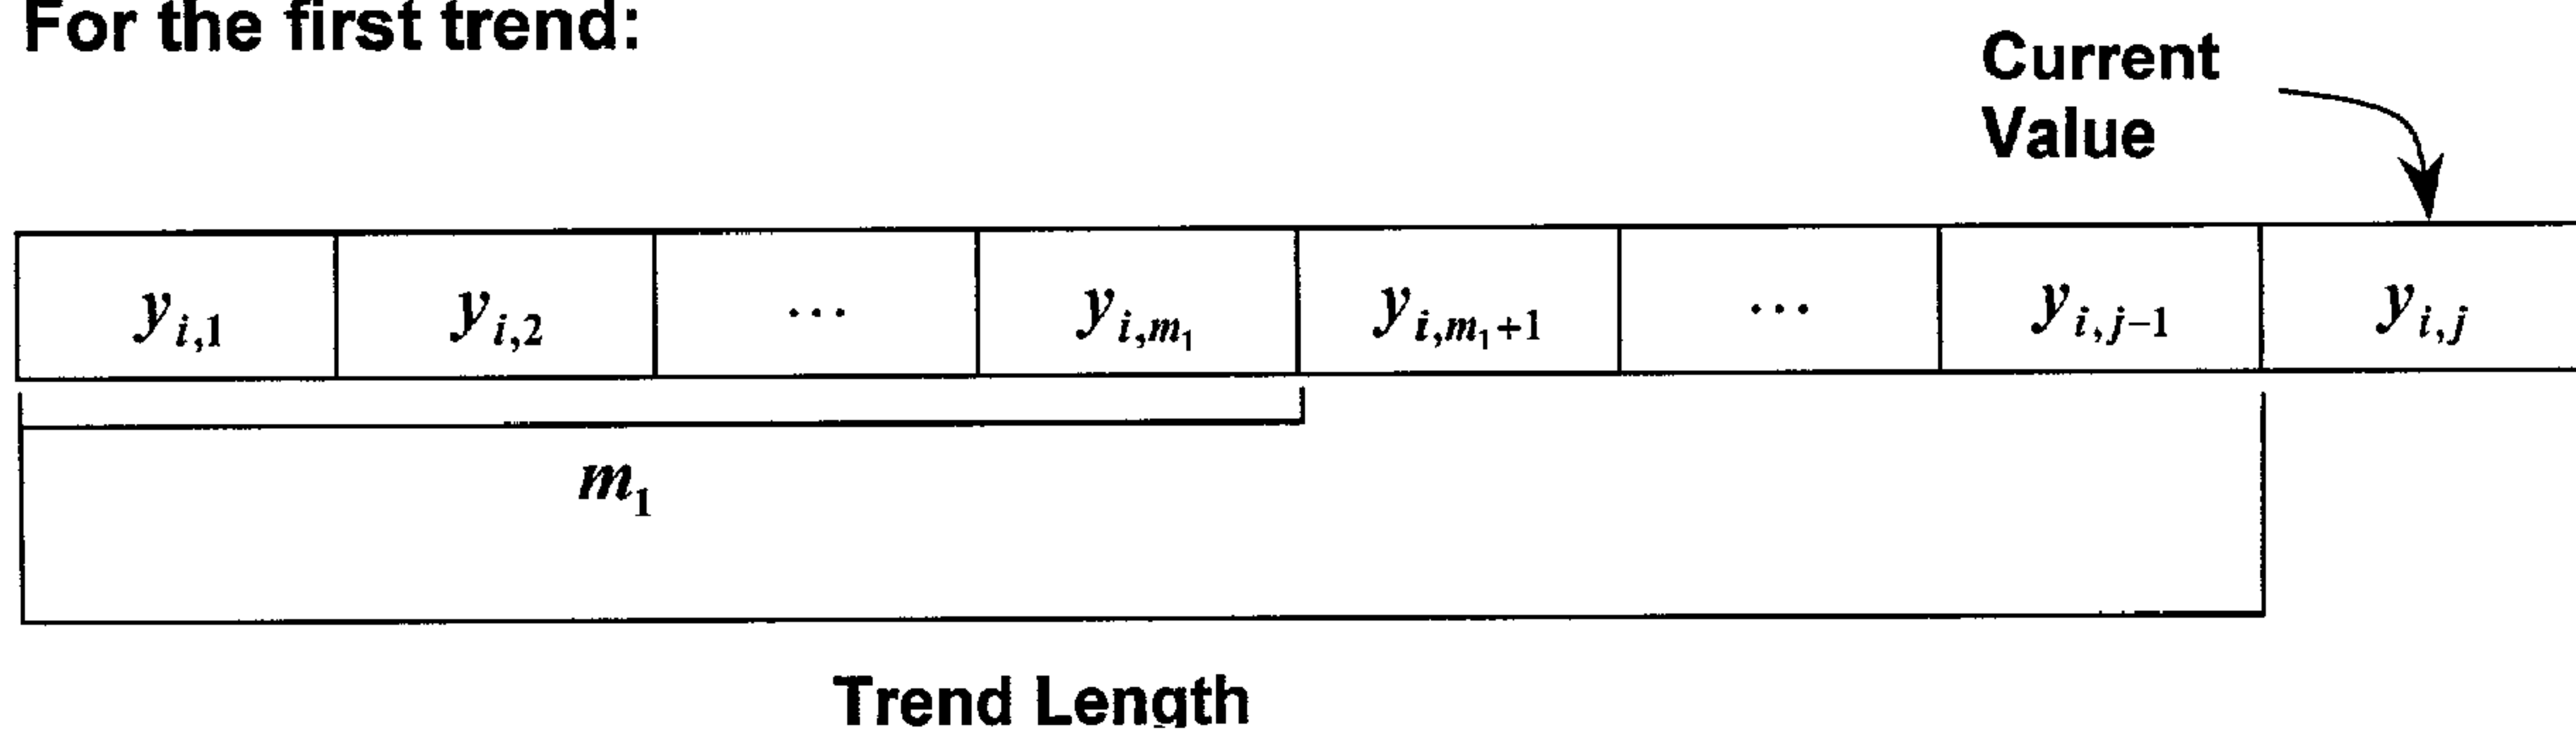 For the first trend:
Current
Value
y_{i,1} y_{i,2} ... y_{i,m_1} y_{i,m_1+1} ... y_{i,j-1} y_{i,j}
m_1
Trend Length